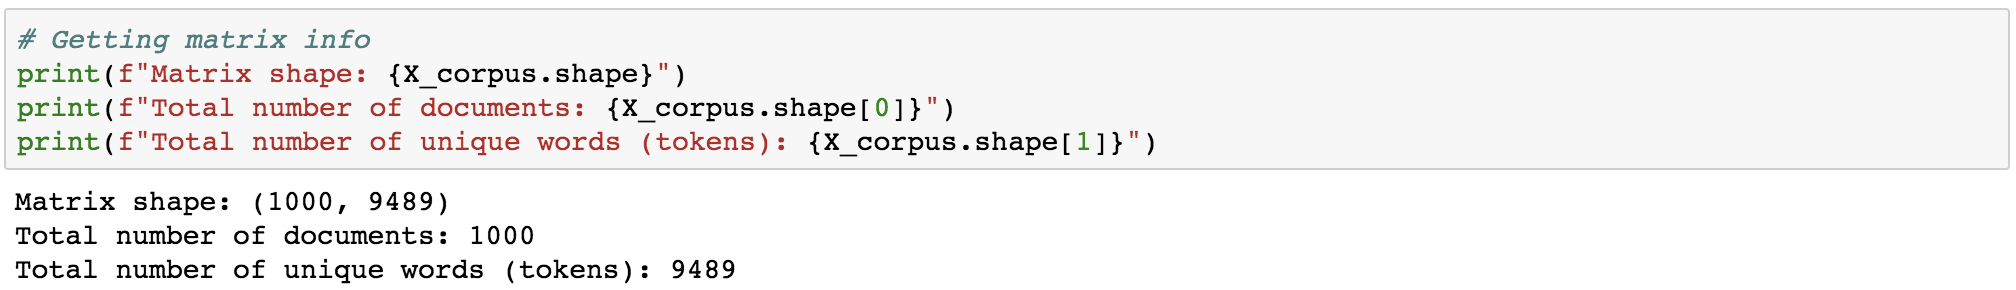 # Getting matrix info
print(f"Matrix shape: {X_corpus.shape}")
print(f"Total number of documents: {X_corpus.shape[0]}")
print(f"Total number of unique words (tokens): {X_corpus.shape[1]}")
Matrix shape: (1000, 9489)
Total number of documents: 1000
Total number of unique words (tokens): 9489